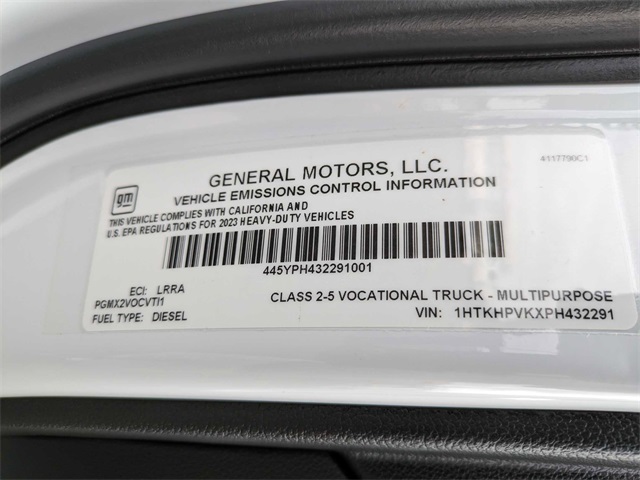 gm
GENERAL MOTORS, LLC.
4117790C1
VEHICLE EMISSIONS CONTROL INFORMATION
THIS VEHICLE COMPLIES WITH CALIFORNIA AND
U.S. EPA REGULATIONS FOR 2023 HEAVY-DUTY VEHICLES
445YPH432291001
ECI: LRRA
PGMX2VOCVTI1
CLASS 2-5 VOCATIONAL TRUCK - MULTIPURPOSE
FUEL TYPE: DIESEL
VIN: 1HTKHPVKXPH432291